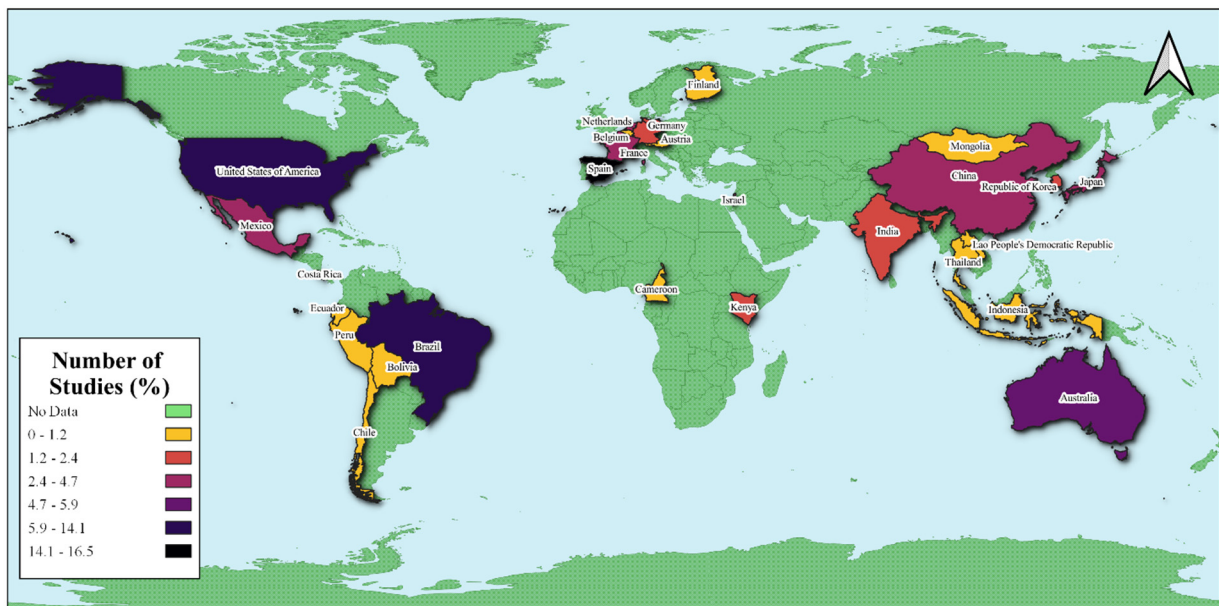 Finland
Netherlands
Germany
Belgium
Austria
France
Spain
Israel
Mongolia
China
Republic of Korea
Japan
United States of America
Mexico
India
Lao People's Democratic Republic
Thailand
Costa Rica
Cameroon
Kenya
Indonesia
Ecuador
Peru
Brazil
Bolivia
Chile
Australia
Number of
Studies (%)
No Data
0 - 1.2
1.2 - 2.4
2.4 - 4.7
4.7 - 5.9
5.9 - 14.1
14.1 - 16.5